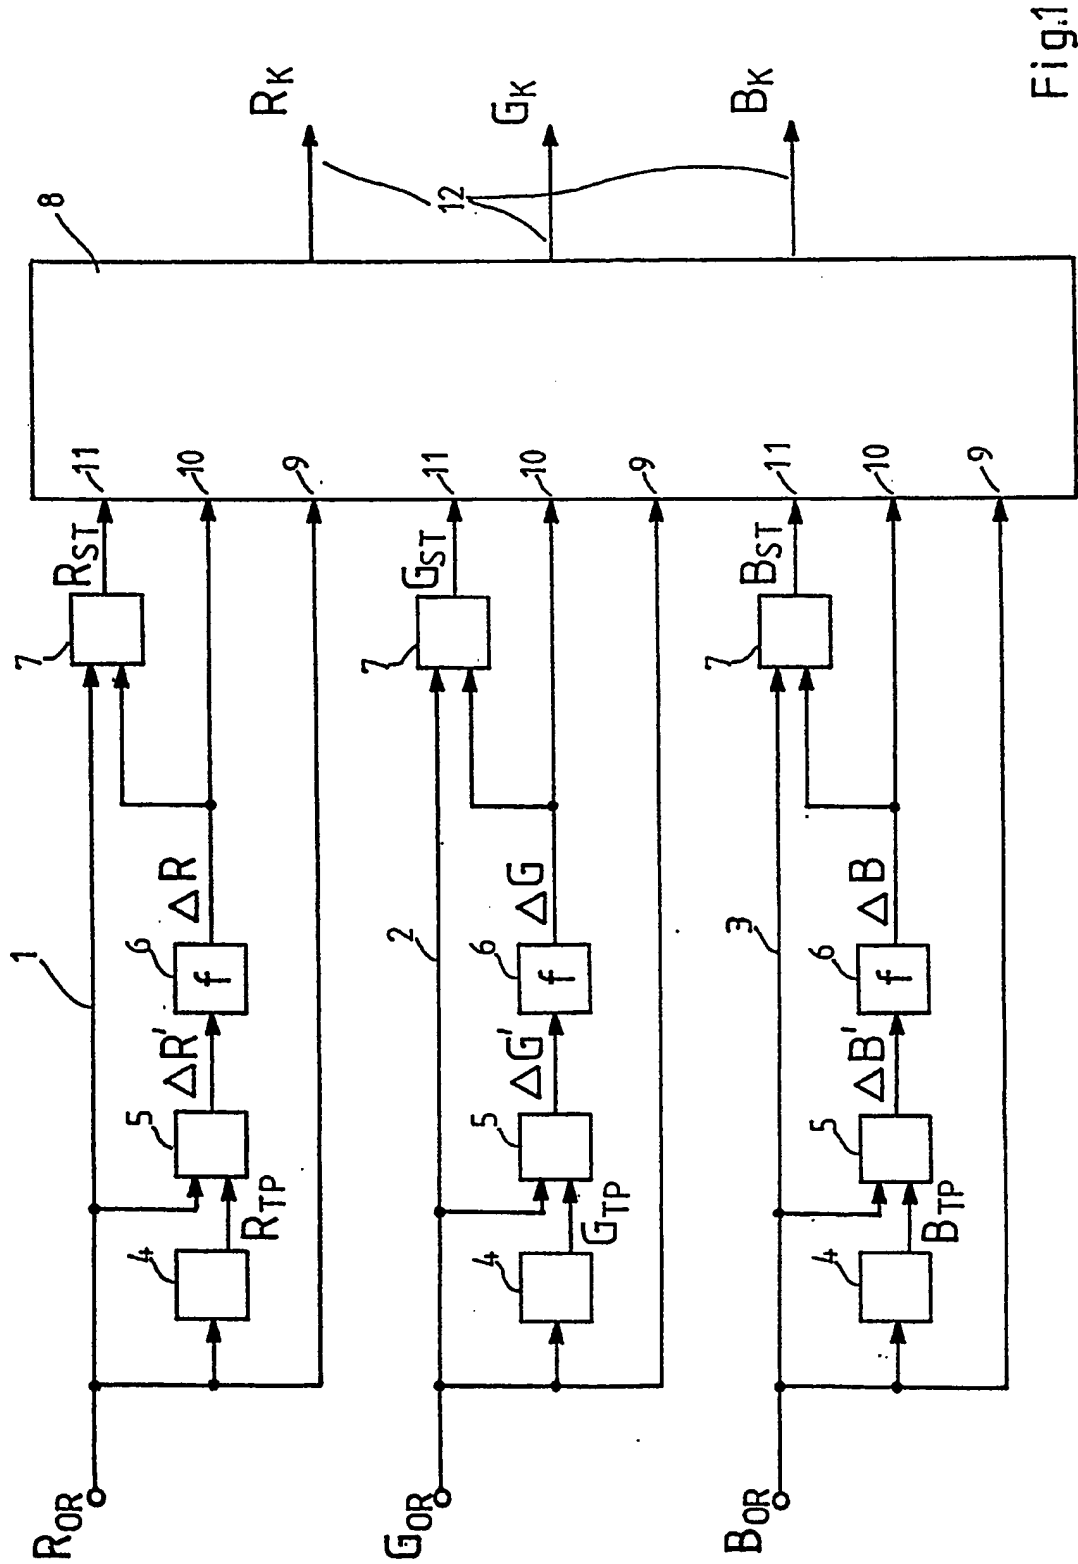 R_OR
1
4
R_TP
5
ΔR'
6
f
ΔR
7
R_ST
11
10
9
8
R_K
G_OR
2
4
G_TP
5
ΔG'
6
f
ΔG
7
G_ST
11
10
9
12
G_K
B_OR
3
4
B_TP
5
ΔB'
6
f
ΔB
7
B_ST
11
10
9
B_K
Fig.1